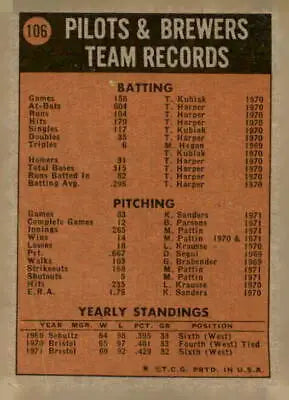 106
PILOTS & BREWERS
TEAM RECORDS
BATTING
Games 158 T. Kubiak 1970
At-Bats 604 T. Harper 1970
Runs 104 T. Harper 1970
Hits 179 T. Harper 1970
Singles 117 T. Kubiak 1970
Doubles 35 T. Harper 1970
Triples 6 M. Hegan 1969
T. Harper 1970
Homers 31 T. Harper 1970
Total Bases 315 T. Harper 1970
Runs Batted In 82 T. Harper 1970
Batting Avg. .296 T. Harper 1970
PITCHING
Games 83 K. Sanders 1971
Complete Games 12 B. Parsons 1971
Innings 265 M. Pattin 1971
Wins 14 M. Pattin 1970 & 1971
Losses 18 L. Krausse 1970
Pct. .667 D. Segui 1969
Walks 103 G. Brabender 1969
Strikeouts 169 M. Pattin 1971
Shutouts 5 M. Pattin 1971
Hits 235 L. Krausse 1970
E.R.A. 1.75 K. Sanders 1970
YEARLY STANDINGS
YEAR MGR. W L PCT. GB POSITION
1969 Schultz 64 98 .395 33 Sixth (West)
1970 Bristol 65 97 .401 33 Fourth (West) Tied
1971 Bristol 69 92 .429 32 Sixth (West)
* © T.C.G. PRTD. IN U.S.A.